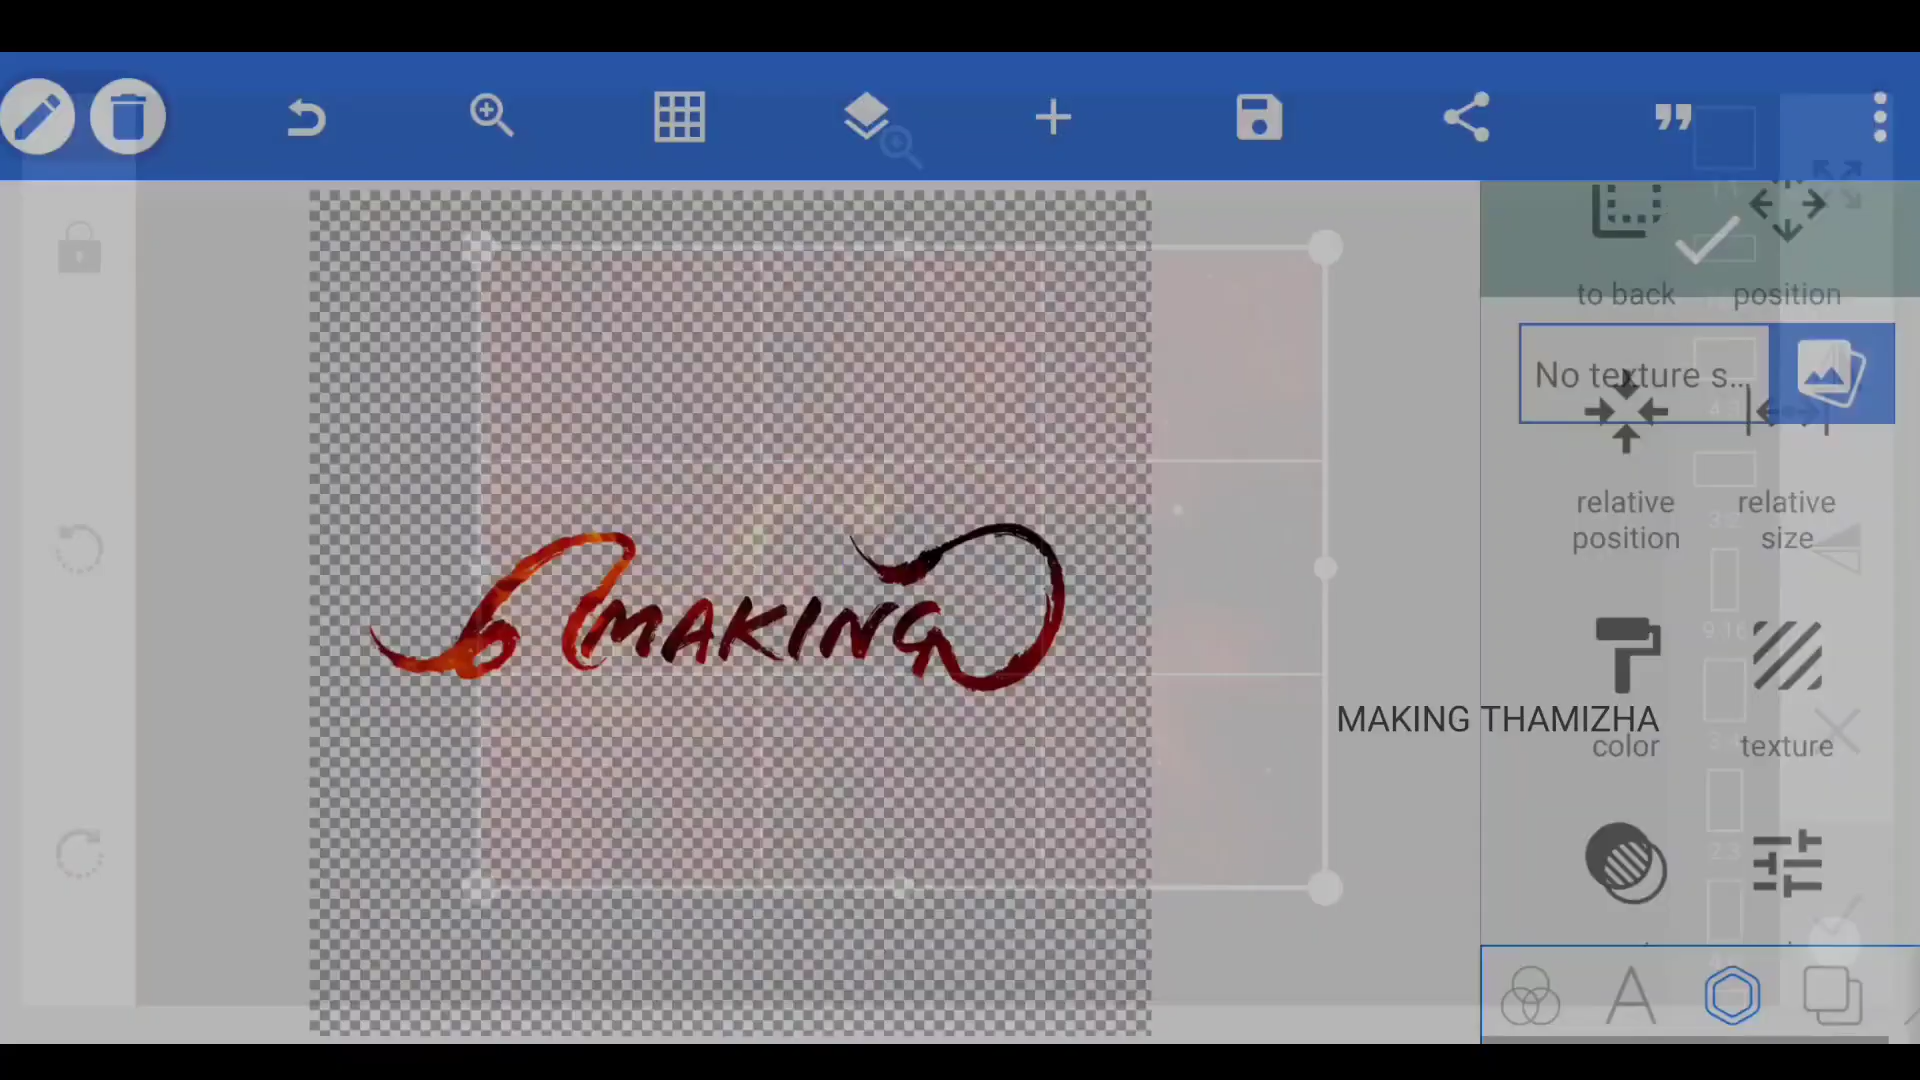 to back position
No texture s...
relative position
relative size
MAKING
MAKING THAMIZHA
color texture